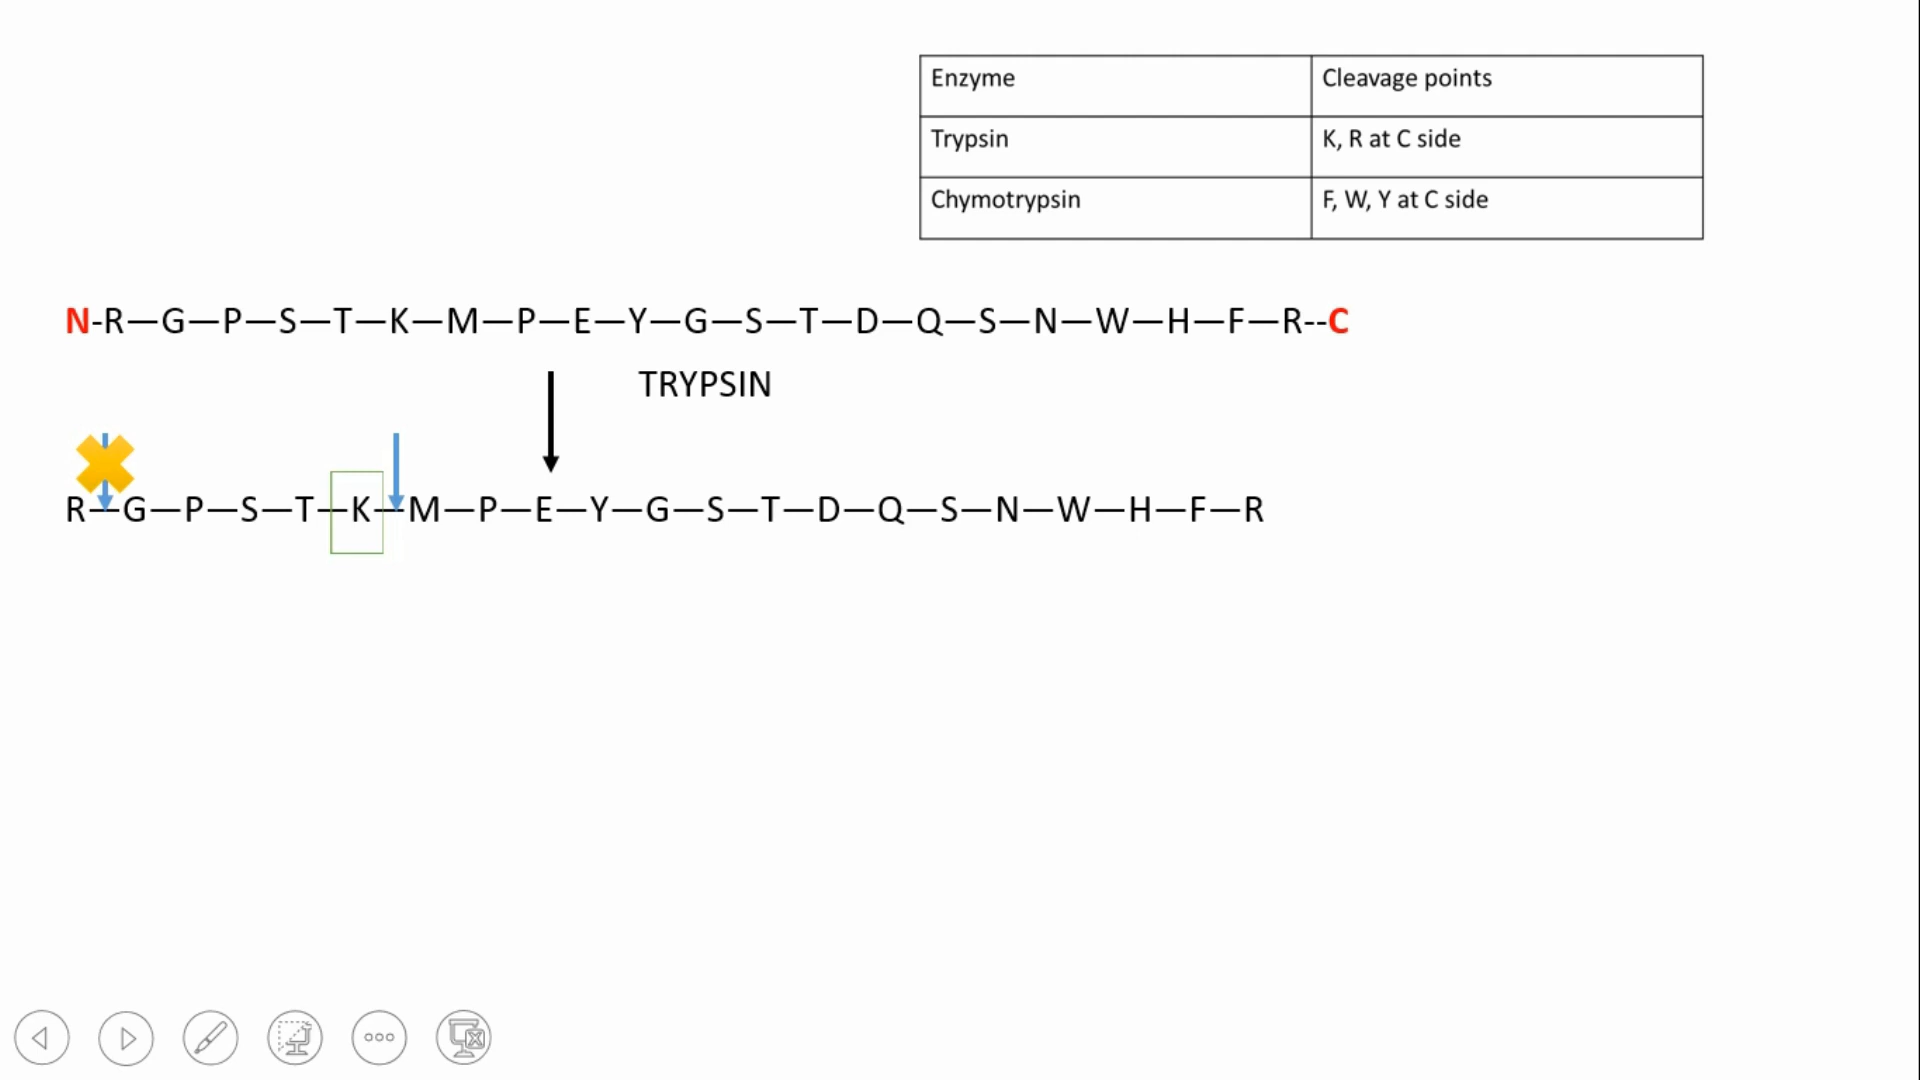 Enzyme Cleavage points
Trypsin K, R at C side
Chymotrypsin F, W, Y at C side
N-R—G—P—S—T—K—M—P—E—Y—G—S—T—D—Q—S—N—W—H—F—R--C
TRYPSIN
R—G—P—S—T—K—M—P—E—Y—G—S—T—D—Q—S—N—W—H—F—R